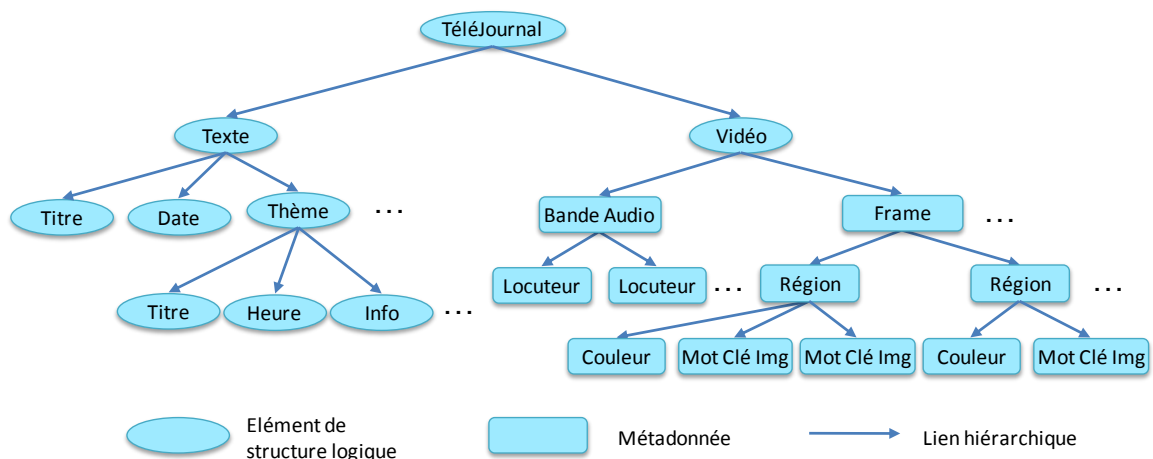 TéléJournal
Texte
Vidéo
Titre
Date
Thème
...
Bande Audio
Frame
...
Titre
Heure
Info
...
Locuteur
Locuteur
...
Région
Région
...
Couleur
Mot Clé Img
Mot Clé Img
Couleur
Mot Clé Img
Elément de
structure logique
Métadonnée
Lien hiérarchique